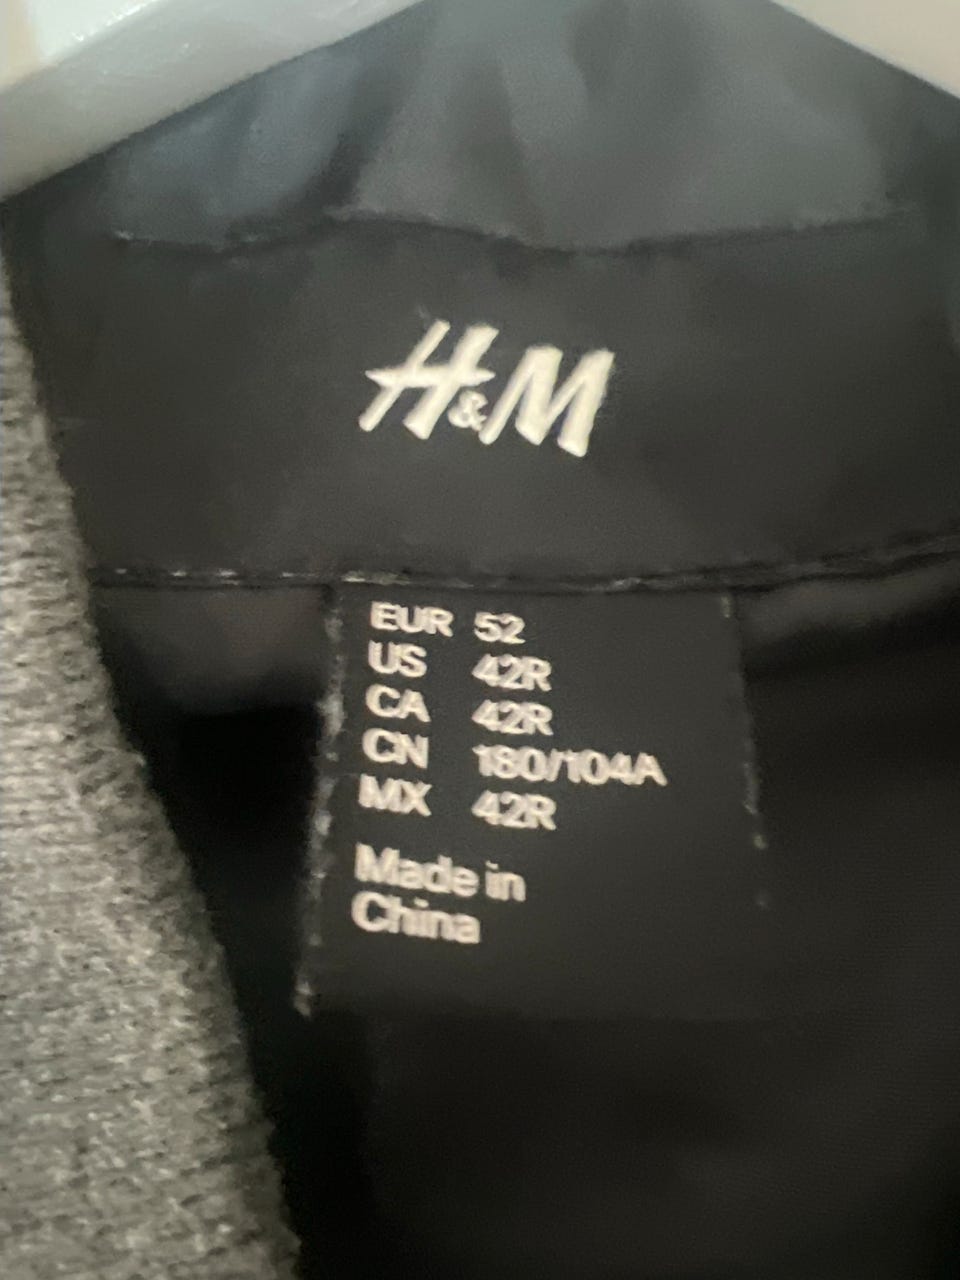 H&M
EUR 52
US 42R
CA 42R
CN 180/104A
MX 42R
Made in
China